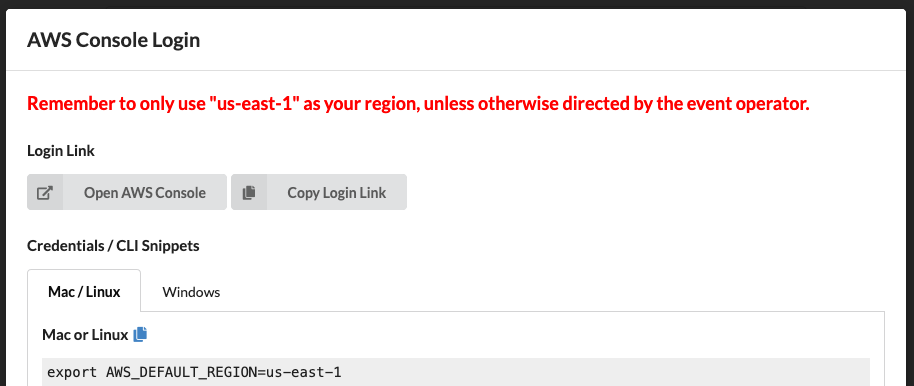 AWS Console Login
Remember to only use "us-east-1" as your region, unless otherwise directed by the event operator.
Login Link
Open AWS Console
Copy Login Link
Credentials / CLI Snippets
Mac / Linux
Windows
Mac or Linux
export AWS_DEFAULT_REGION=us-east-1